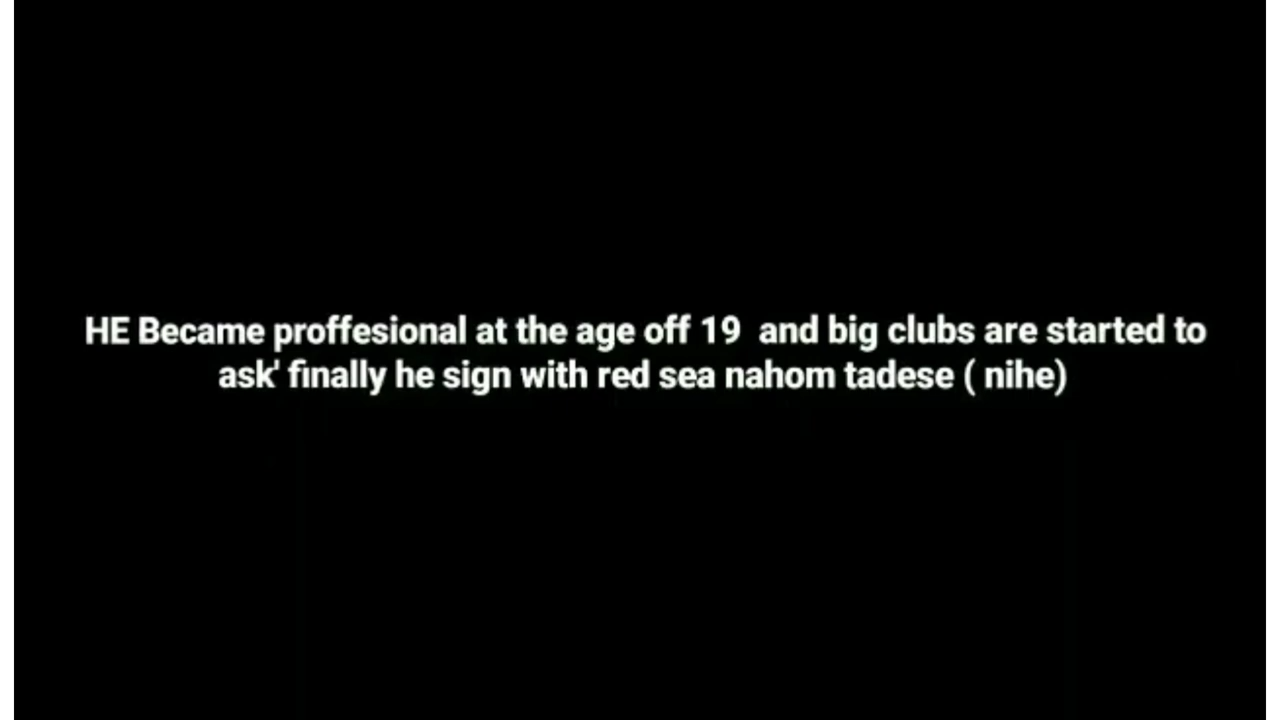 HE Became proffesional at the age off 19  and big clubs are started to
ask' finally he sign with red sea nahom tadese ( nihe)